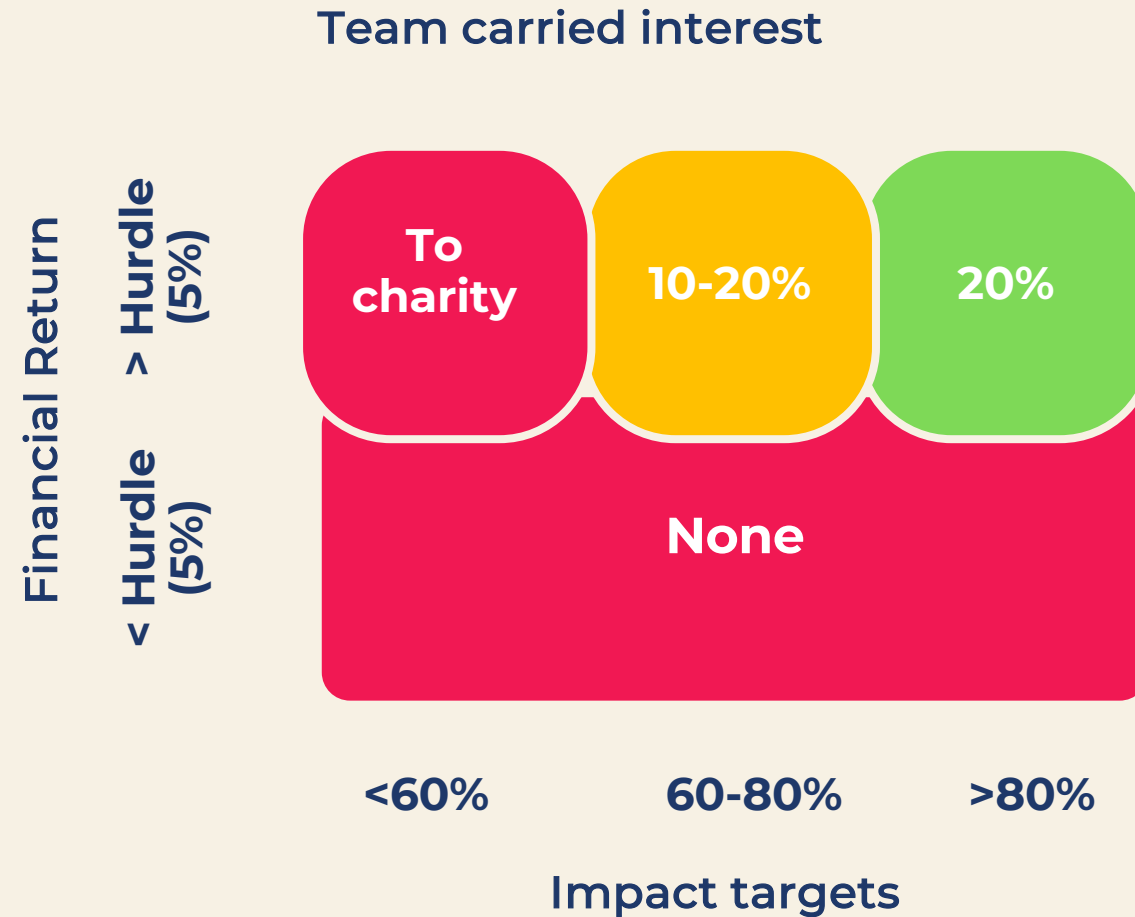 Team carried interest
Financial Return
> Hurdle
(5%)
To
charity
10-20%
20%
< Hurdle
(5%)
None
<60%
60-80%
>80%
Impact targets